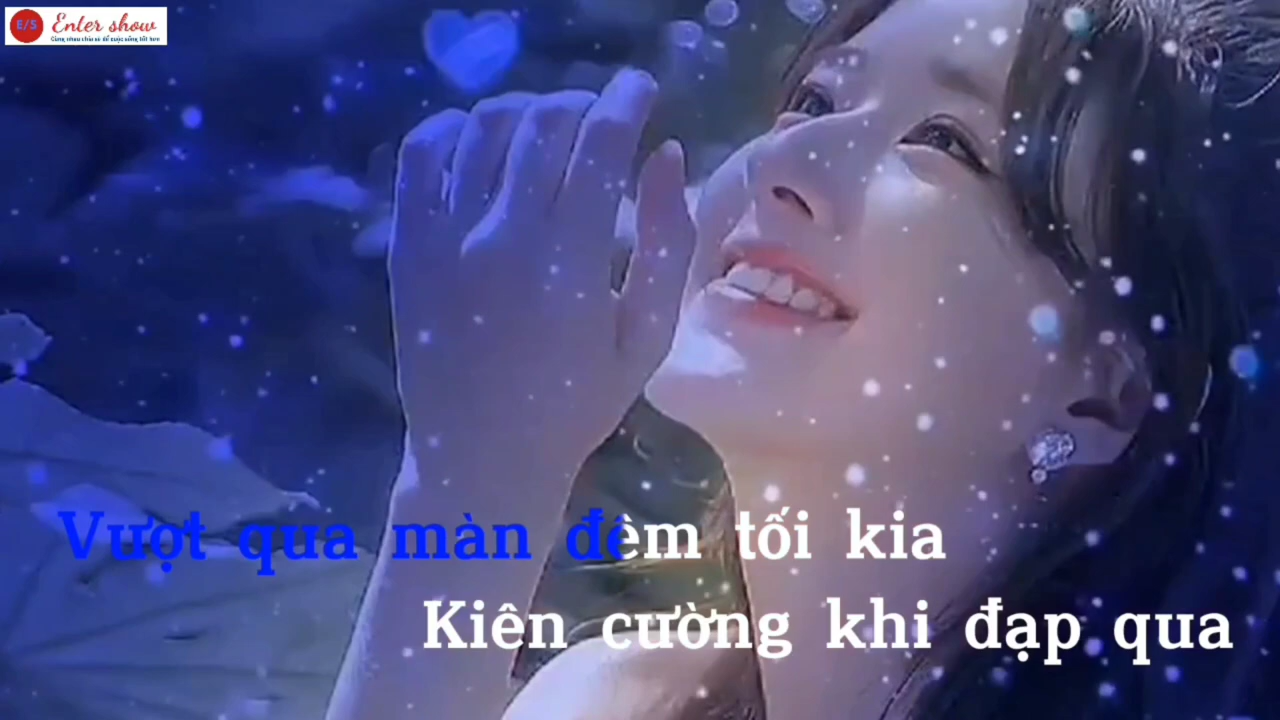 E/S Enter show
Cùng nhau chia sẻ để cuộc sống tốt hơn
Vượt qua màn đêm tối kia
Kiên cường khi đạp qua